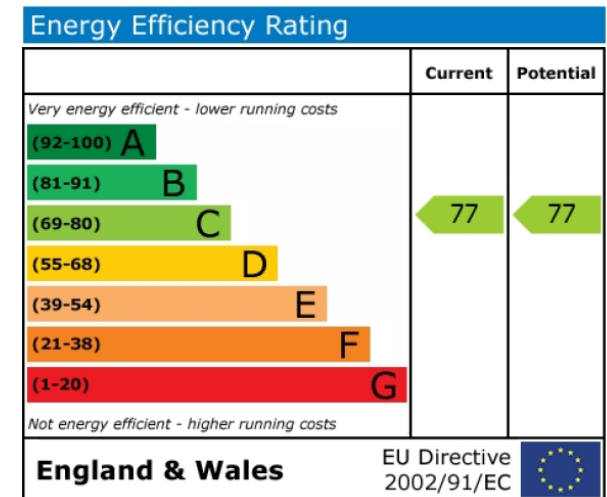 Energy Efficiency Rating
Current Potential
Very energy efficient - lower running costs
(92-100) A
(81-91) B
(69-80) C
77 77
(55-68) D
(39-54) E
(21-38) F
(1-20) G
Not energy efficient - higher running costs
England & Wales
EU Directive
2002/91/EC